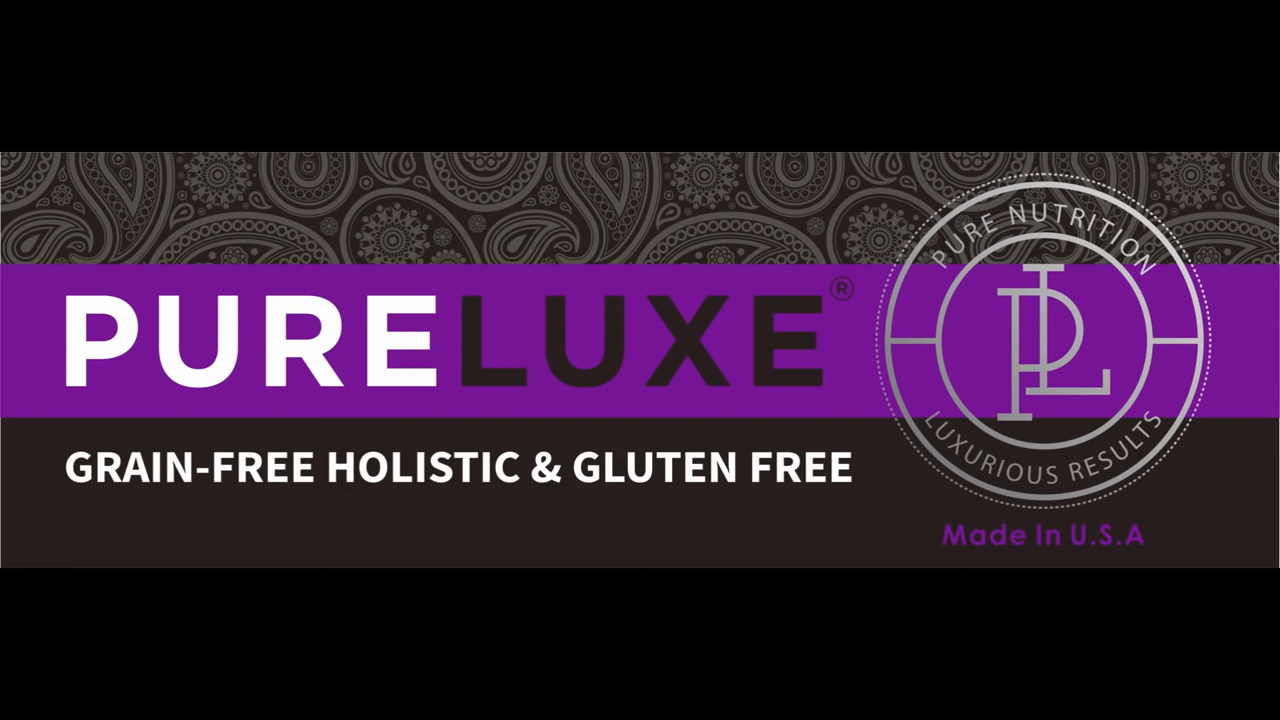 PURELUXE®
GRAIN-FREE HOLISTIC & GLUTEN FREE
PURE NUTRITION
PL
LUXURIOUS RESULTS
Made In U.S.A